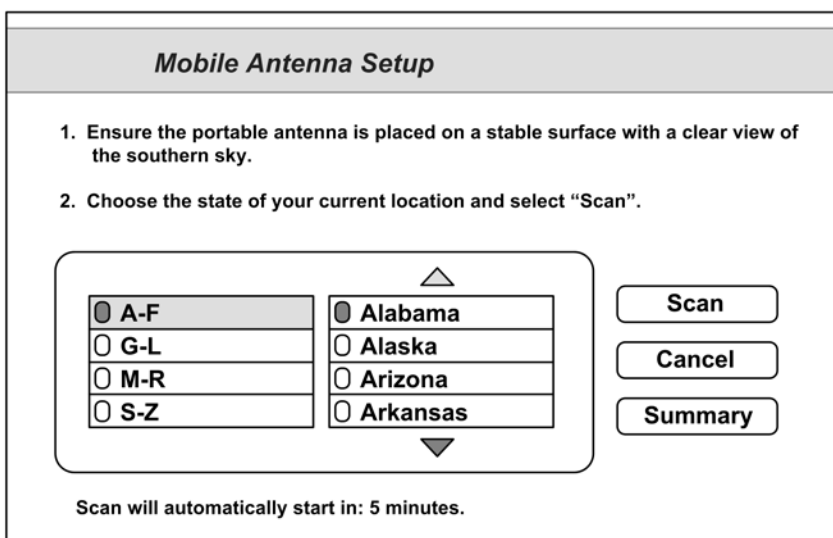 Mobile Antenna Setup
1. Ensure the portable antenna is placed on a stable surface with a clear view of
the southern sky.
2. Choose the state of your current location and select “Scan”.
A-F
G-L
M-R
S-Z
Alabama
Alaska
Arizona
Arkansas
Scan
Cancel
Summary
Scan will automatically start in: 5 minutes.